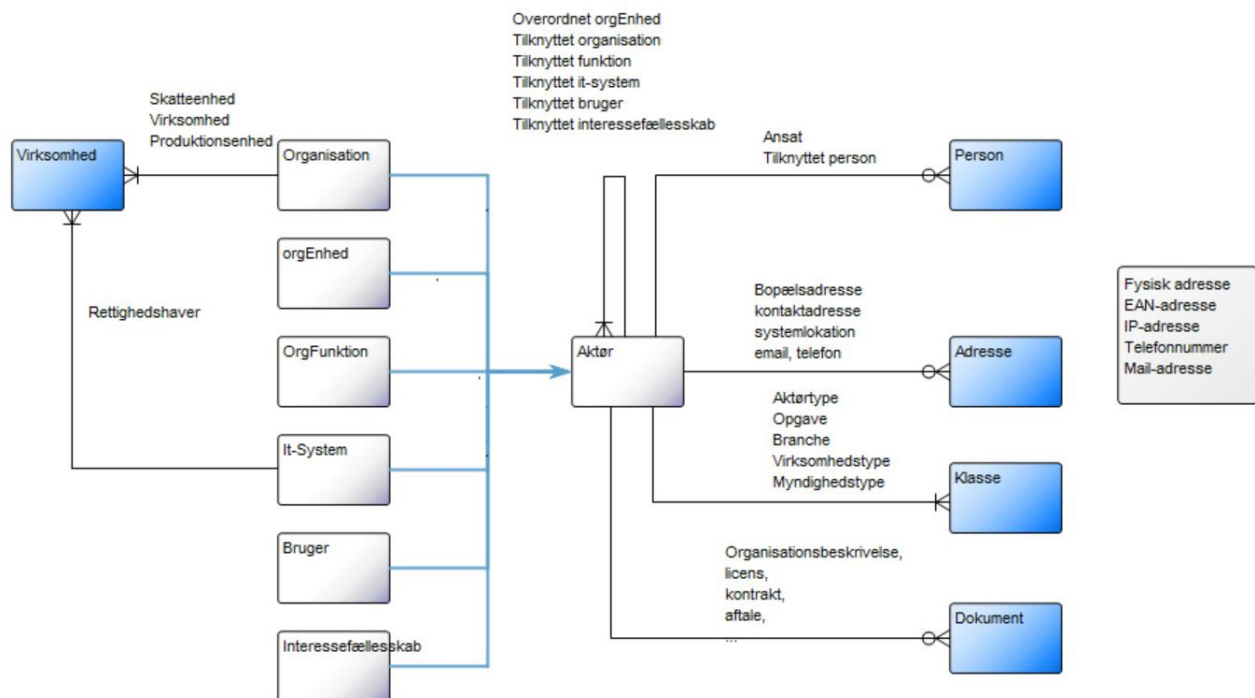 Overordnet orgEnhed
Tilknyttet organisation
Tilknyttet funktion
Tilknyttet it-system
Tilknyttet bruger
Tilknyttet interessefællesskab
Skatteenhed
Virksomhed
Produktionsenhed
Virksomhed
Organisation
Ansat
Tilknyttet person
Person
orgEnhed
Rettighedshaver
OrgFunktion
Aktør
Bopælsadresse
kontaktadresse
systemlokation
email, telefon
Adresse
Fysisk adresse
EAN-adresse
IP-adresse
Telefonnummer
Mail-adresse
Aktørtype
Opgave
Branche
Virksomhedstype
Myndighedstype
It-System
Klasse
Bruger
Organisationsbeskrivelse,
licens,
kontrakt,
aftale,
...
Dokument
Interessefællesskab